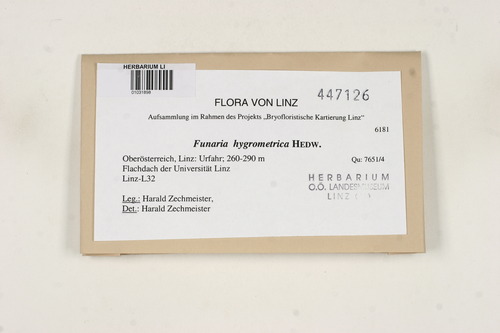 HERBARIUM LI
01031898
FLORA VON LINZ
447126
Aufsammlung im Rahmen des Projekts „Bryofloristische Kartierung Linz"
6181
Funaria hygrometrica HEDW.
Oberösterreich, Linz: Urfahr; 260-290 m
Qu: 7651/4
Flachdach der Universität Linz
Linz-L32
HERBARIUM
O.Ö. LANDESMUSEUM
LINZ
Leg.: Harald Zechmeister,
Det.: Harald Zechmeister